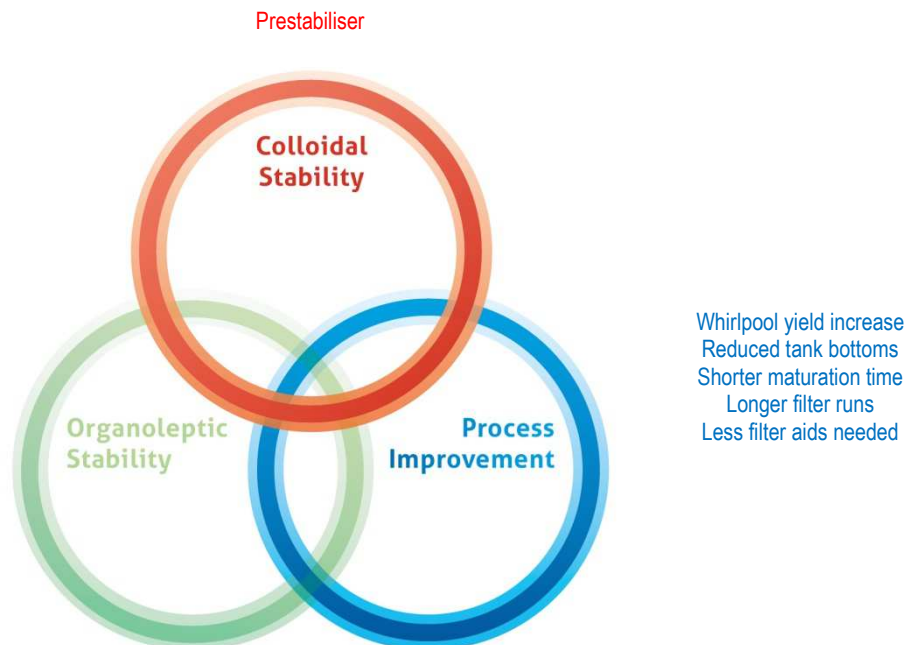 Prestabiliser
Colloidal
Stability
Organoleptic
Stability
Process
Improvement
Whirlpool yield increase
Reduced tank bottoms
Shorter maturation time
Longer filter runs
Less filter aids needed